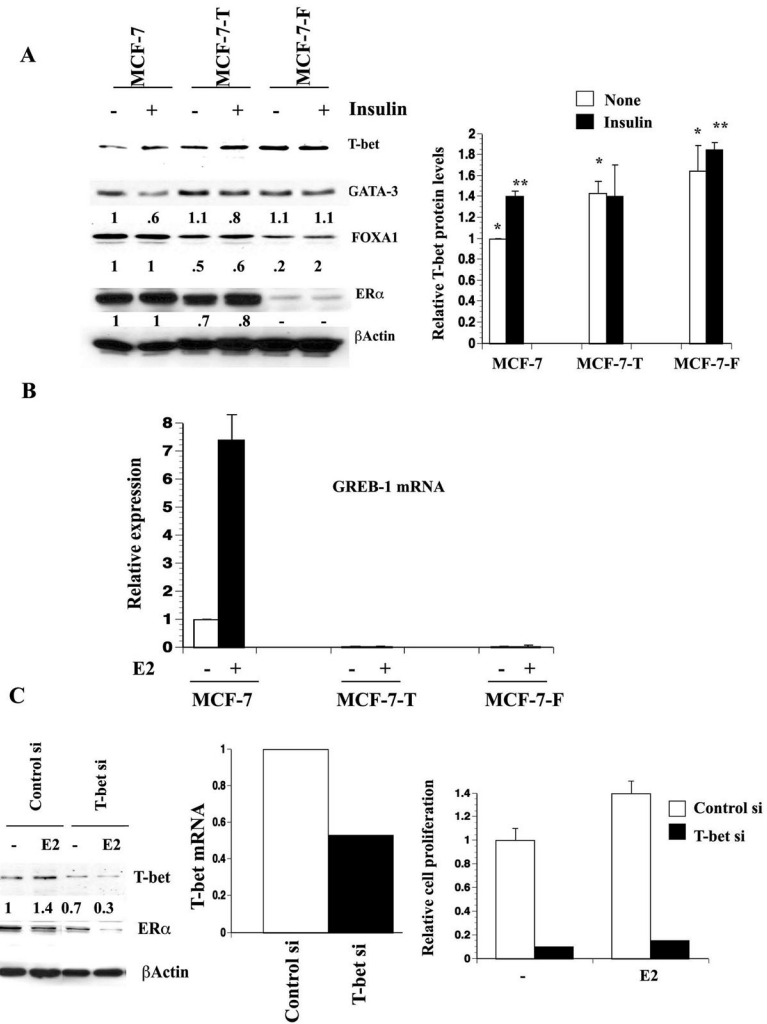 A
MCF-7
MCF-7-T
MCF-7-F
- + - + - + Insulin
T-bet
GATA-3
1 .6 1.1 .8 1.1 1.1
FOXA1
1 1 .5 .6 .2 2
ERα
1 1 .7 .8 - -
βActin
None
Insulin
Relative T-bet protein levels
2
1.8
1.6
1.4
1.2
1
0.8
0.6
0.4
0.2
0
* ** * * **
MCF-7 MCF-7-T MCF-7-F
B
Relative expression
8
7
6
5
4
3
2
1
0
GREB-1 mRNA
E2 - + - + - +
MCF-7 MCF-7-T MCF-7-F
C
Control si
T-bet si
- E2 - E2
T-bet
1 1.4 0.7 0.3
ERα
βActin
T-bet mRNA
1
0.8
0.6
0.4
0.2
0
Control si
T-bet si
Relative cell proliferation
1.4
1.2
1
0.8
0.6
0.4
0.2
0
- E2
Control si
T-bet si